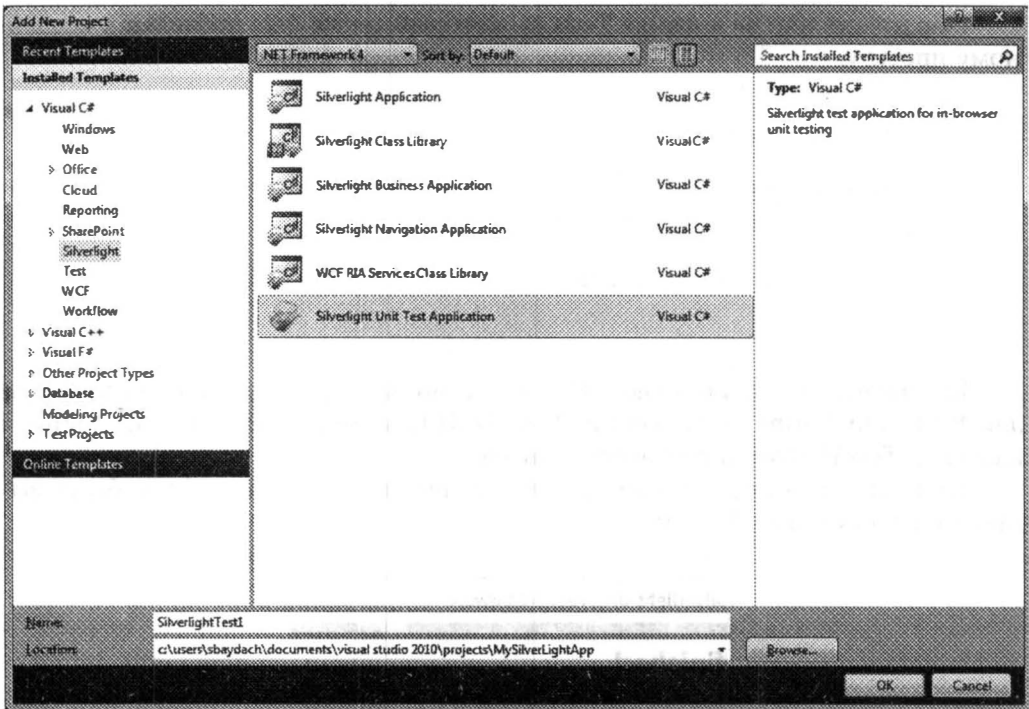 Add New Project
Recent Templates
Installed Templates
Visual C#
Windows
Web
Office
Cloud
Reporting
SharePoint
Silverlight
Test
WCF
Workflow
Visual C++
Visual F#
Other Project Types
Database
Modeling Projects
Test Projects
Online Templates
.NET Framework 4
Sort by: Default
Silverlight Application Visual C#
Silverlight Class Library Visual C#
Silverlight Business Application Visual C#
Silverlight Navigation Application Visual C#
WCF RIA Services Class Library Visual C#
Silverlight Unit Test Application Visual C#
Search Installed Templates
Type: Visual C#
Silverlight test application for in-browser
unit testing
Name: SilverlightTest1
Location: c:\users\sbaydach\documents\visual studio 2010\projects\MySilverLightApp
Browse...
OK
Cancel